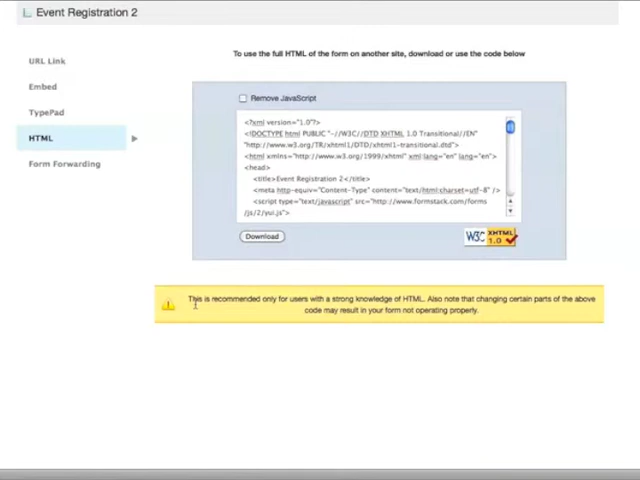 Event Registration 2
URL Link
Embed
TypePad
HTML
Form Forwarding
To use the full HTML of the form on another site, download or use the code below
Remove JavaScript
<?xml version="1.0"?>
<!DOCTYPE html PUBLIC "-//W3C//DTD XHTML 1.0 Transitional//EN"
"http://www.w3.org/TR/xhtml1/DTD/xhtml1-transitional.dtd">
<html xmlns="http://www.w3.org/1999/xhtml" xml:lang="en" lang="en">
<head>
<title>Event Registration 2</title>
<meta http-equiv="Content-Type" content="text/html;charset=utf-8" />
<script type="text/javascript" src="http://www.formstack.com/forms
/js/2/yui.js">
Download
W3C XHTML 1.0
This is recommended only for users with a strong knowledge of HTML. Also note that changing certain parts of the above
code may result in your form not operating properly.